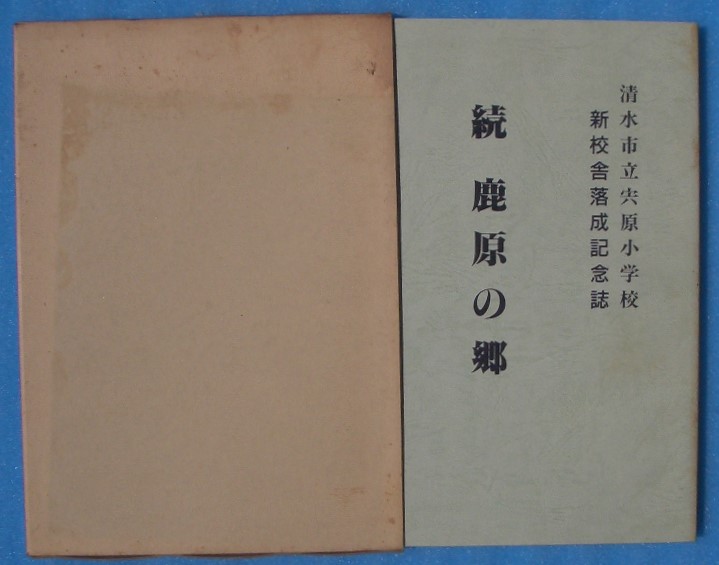 清水市立宍原小学校
新校舎落成記念誌
続 鹿原の郷